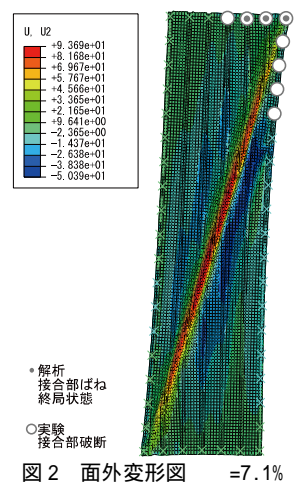 U, U2
+9.369e+01
+8.168e+01
+6.967e+01
+5.767e+01
+4.566e+01
+3.365e+01
+2.165e+01
+9.641e+00
-2.365e+00
-1.437e+01
-2.638e+01
-3.838e+01
-5.039e+01
・解析
接合部ばね
終局状態
○実験
接合部破断
図2 面外変形図 =7.1%